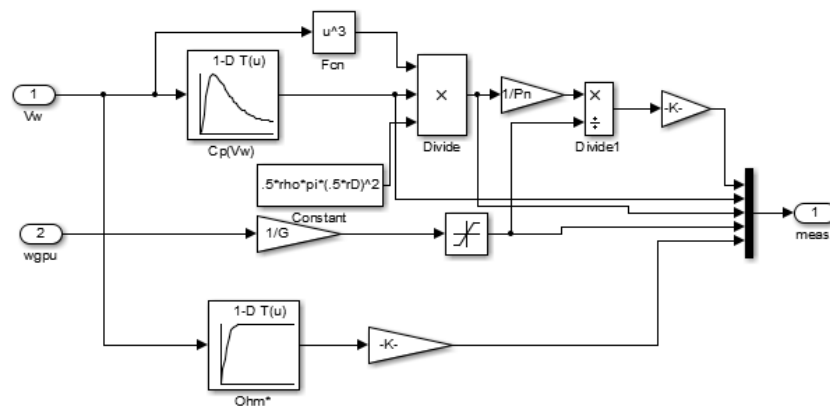 u^3
Fcn
1-D T(u)
1
Vw
Cp(Vw)
×
Divide
1/Pn
×
÷
Divide1
-K-
.5*rho*pi*(.5*rD)^2
Constant
1
meas
2
wgpu
1/G
1-D T(u)
Ohm*
-K-